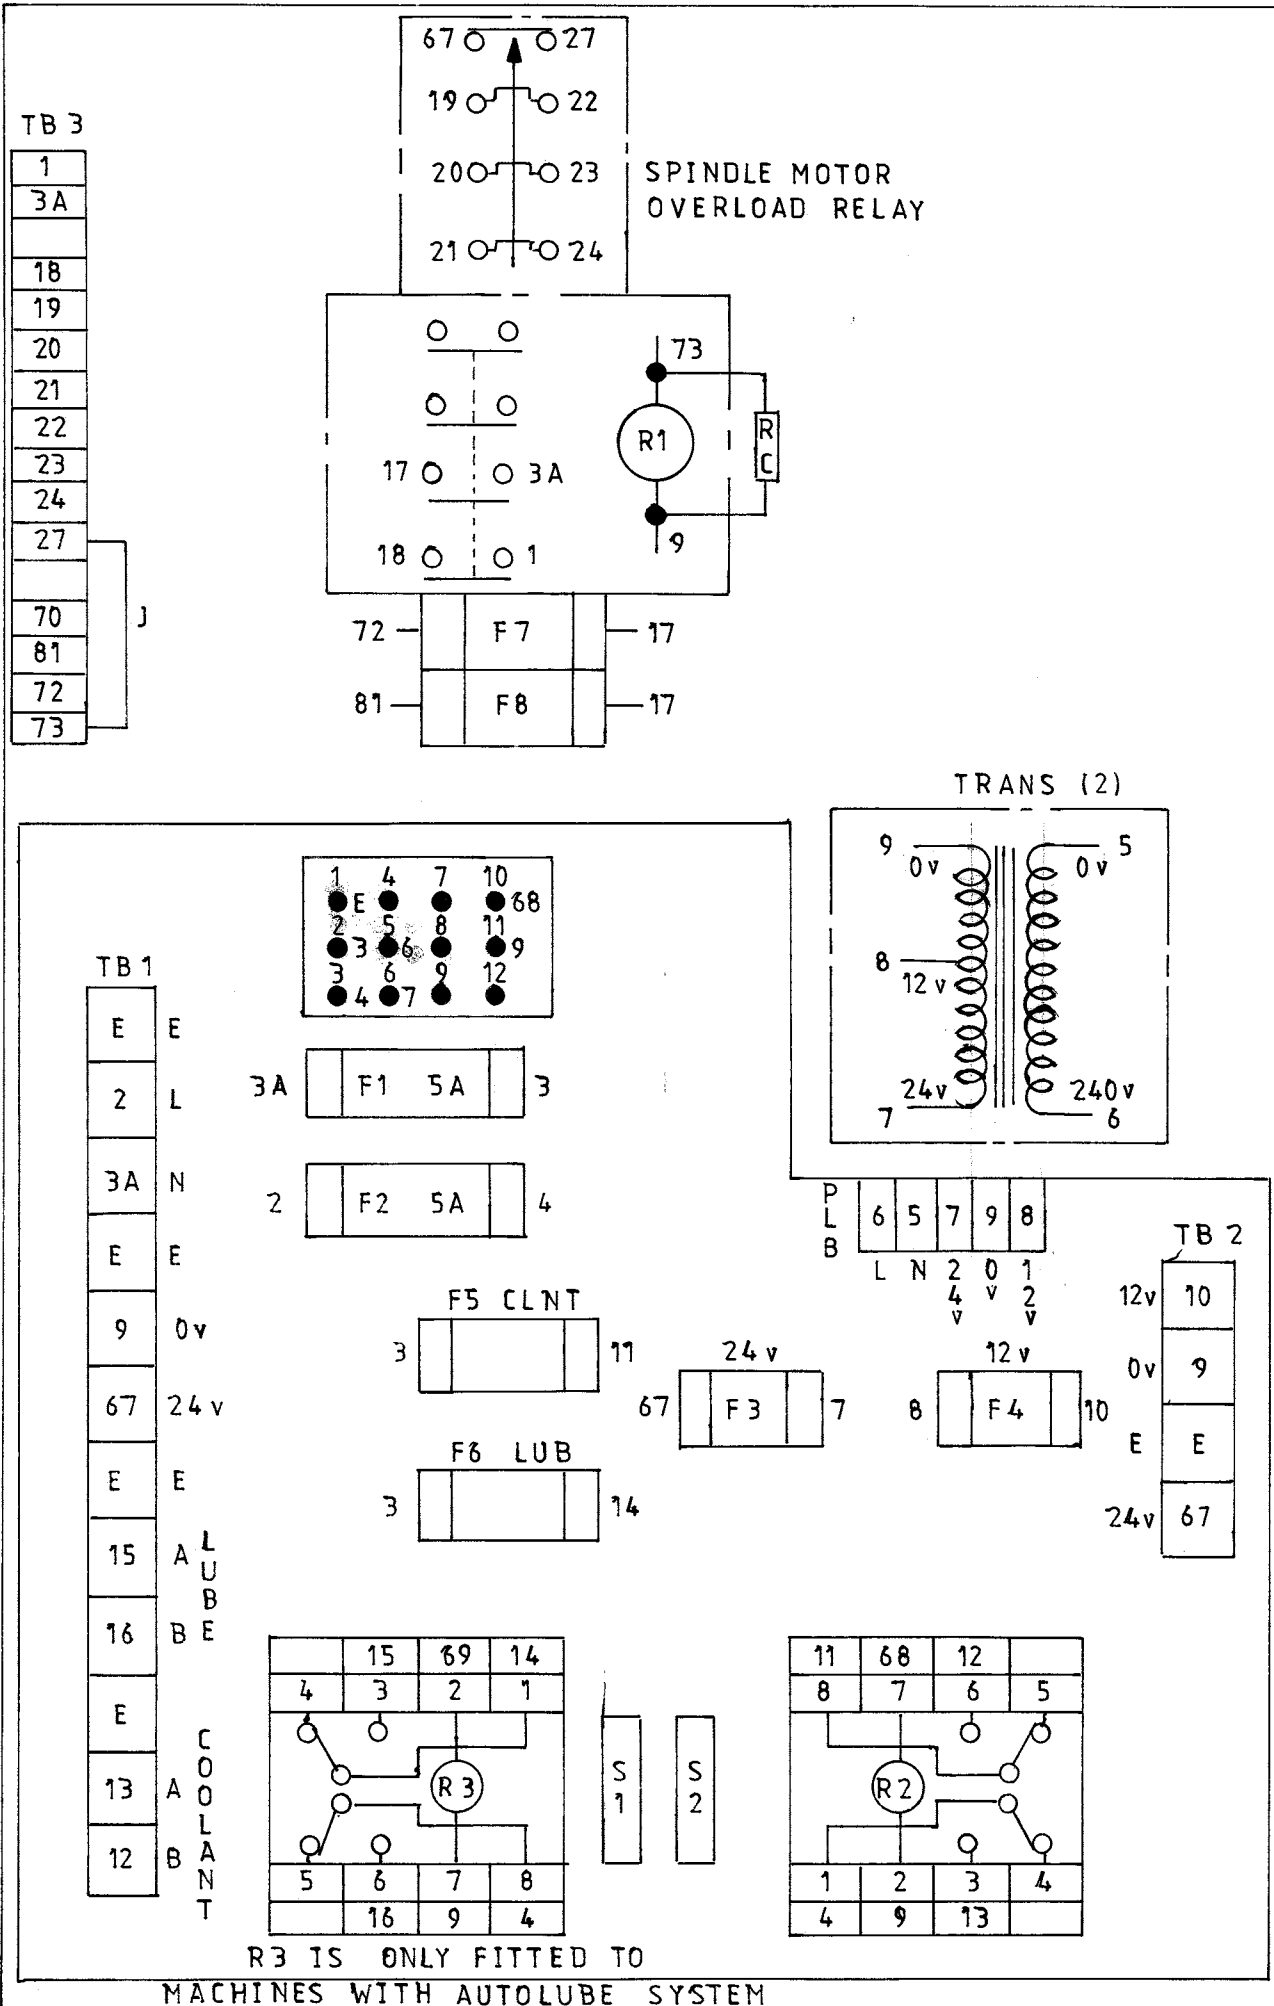 67 27
19 22
20 23
21 24
SPINDLE MOTOR
OVERLOAD RELAY
TB 3
1
3A
18
19
20
21
22
23
24
27
70
81
72
73
J
73
R1
R
C
9
17 3A
18 1
72 F7 17
81 F8 17
TRANS (2)
9 5
0v 0v
8
12v
24v 240v
7 6
1 4 7 10
E 68
2 5 8 11
3 6 9
3 6 9 12
4 7
TB1
E E
2 L
3A N
E E
9 0v
67 24v
E E
15 A
16 B
E
13 A
12 B
LUBE
COOLANT
3A F1 5A 3
2 F2 5A 4
F5 CLNT
3 11
F6 LUB
3 14
24v
67 F3 7
12v
8 F4 10
PLB
6 5 7 9 8
L N 24v 0v 12v
TB 2
12v 10
0v 9
E E
24v 67
15 69 14
4 3 2 1
R3
5 6 7 8
16 9 4
S1
S2
11 68 12
8 7 6 5
R2
1 2 3 4
4 9 13
R3 IS ONLY FITTED TO
MACHINES WITH AUTOLUBE SYSTEM